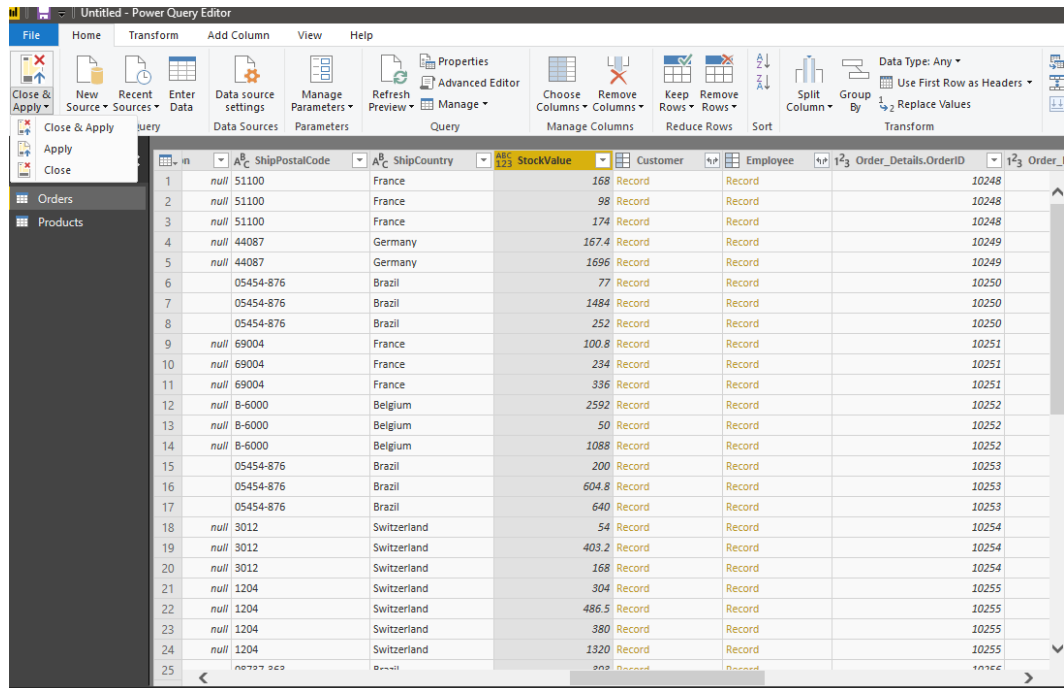 Untitled - Power Query Editor
File Home Transform Add Column View Help
Close & Apply
New Source
Recent Sources
Enter Data
Data source settings
Manage Parameters
Refresh Preview
Properties
Advanced Editor
Manage
Choose Columns
Remove Columns
Keep Rows
Remove Rows
Split Column
Group By
Data Type: Any
Use First Row as Headers
Replace Values
Data Sources Parameters Query Manage Columns Reduce Rows Sort Transform
Close & Apply
Apply
Close
Orders
Products
ShipPostalCode ShipCountry ABC 123 StockValue Customer Employee 123 Order_Details.OrderID 123
1 null 51100 France 168 Record Record 10248
2 null 51100 France 98 Record Record 10248
3 null 51100 France 174 Record Record 10248
4 null 44087 Germany 167.4 Record Record 10249
5 null 44087 Germany 1696 Record Record 10249
6 05454-876 Brazil 77 Record Record 10250
7 05454-876 Brazil 1484 Record Record 10250
8 05454-876 Brazil 252 Record Record 10250
9 null 69004 France 100.8 Record Record 10251
10 null 69004 France 234 Record Record 10251
11 null 69004 France 336 Record Record 10251
12 null B-6000 Belgium 2592 Record Record 10252
13 null B-6000 Belgium 50 Record Record 10252
14 null B-6000 Belgium 1088 Record Record 10252
15 05454-876 Brazil 200 Record Record 10253
16 05454-876 Brazil 604.8 Record Record 10253
17 05454-876 Brazil 640 Record Record 10253
18 null 3012 Switzerland 54 Record Record 10254
19 null 3012 Switzerland 403.2 Record Record 10254
20 null 3012 Switzerland 168 Record Record 10254
21 null 1204 Switzerland 304 Record Record 10255
22 null 1204 Switzerland 486.5 Record Record 10255
23 null 1204 Switzerland 380 Record Record 10255
24 null 1204 Switzerland 1320 Record Record 10255
25